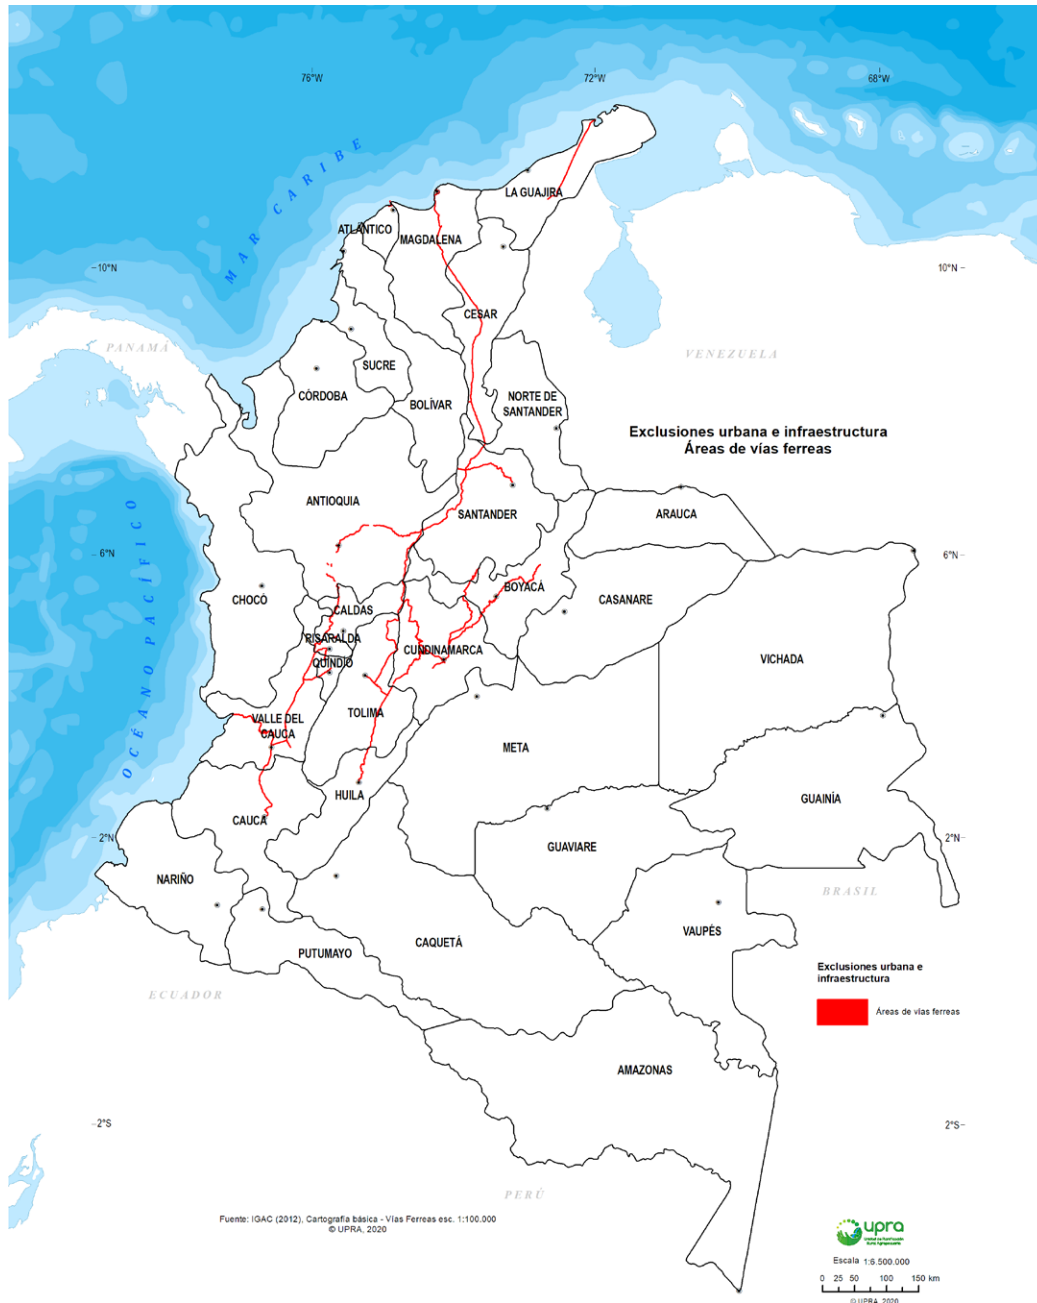 76°W
72°W
68°W
MAR CARIBE
LA GUAJIRA
ATLÁNTICO
MAGDALENA
10°N
10°N
CESAR
PANAMÁ
VENEZUELA
SUCRE
CÓRDOBA
BOLÍVAR
NORTE DE
SANTANDER
Exclusiones urbana e infraestructura
Áreas de vías ferreas
ANTIOQUIA
SANTANDER
ARAUCA
OCÉANO PACÍFICO
6°N
6°N
CHOCÓ
BOYACÁ
CASANARE
CALDAS
RISARALDA
CUNDINAMARCA
QUINDÍO
VICHADA
TOLIMA
VALLE DEL
CAUCA
META
HUILA
GUAINÍA
CAUCA
2°N
2°N
GUAVIARE
NARIÑO
BRASIL
VAUPÉS
CAQUETÁ
PUTUMAYO
Exclusiones urbana e
infraestructura
ECUADOR
Áreas de vías ferreas
AMAZONAS
2°S
2°S
PERÚ
Fuente: IGAC (2012), Cartografía básica - Vías Ferreas esc. 1:100.000
© UPRA, 2020
upra
Escala 1:6.500.000
0 25 50 100 150 km
© UPRA, 2020